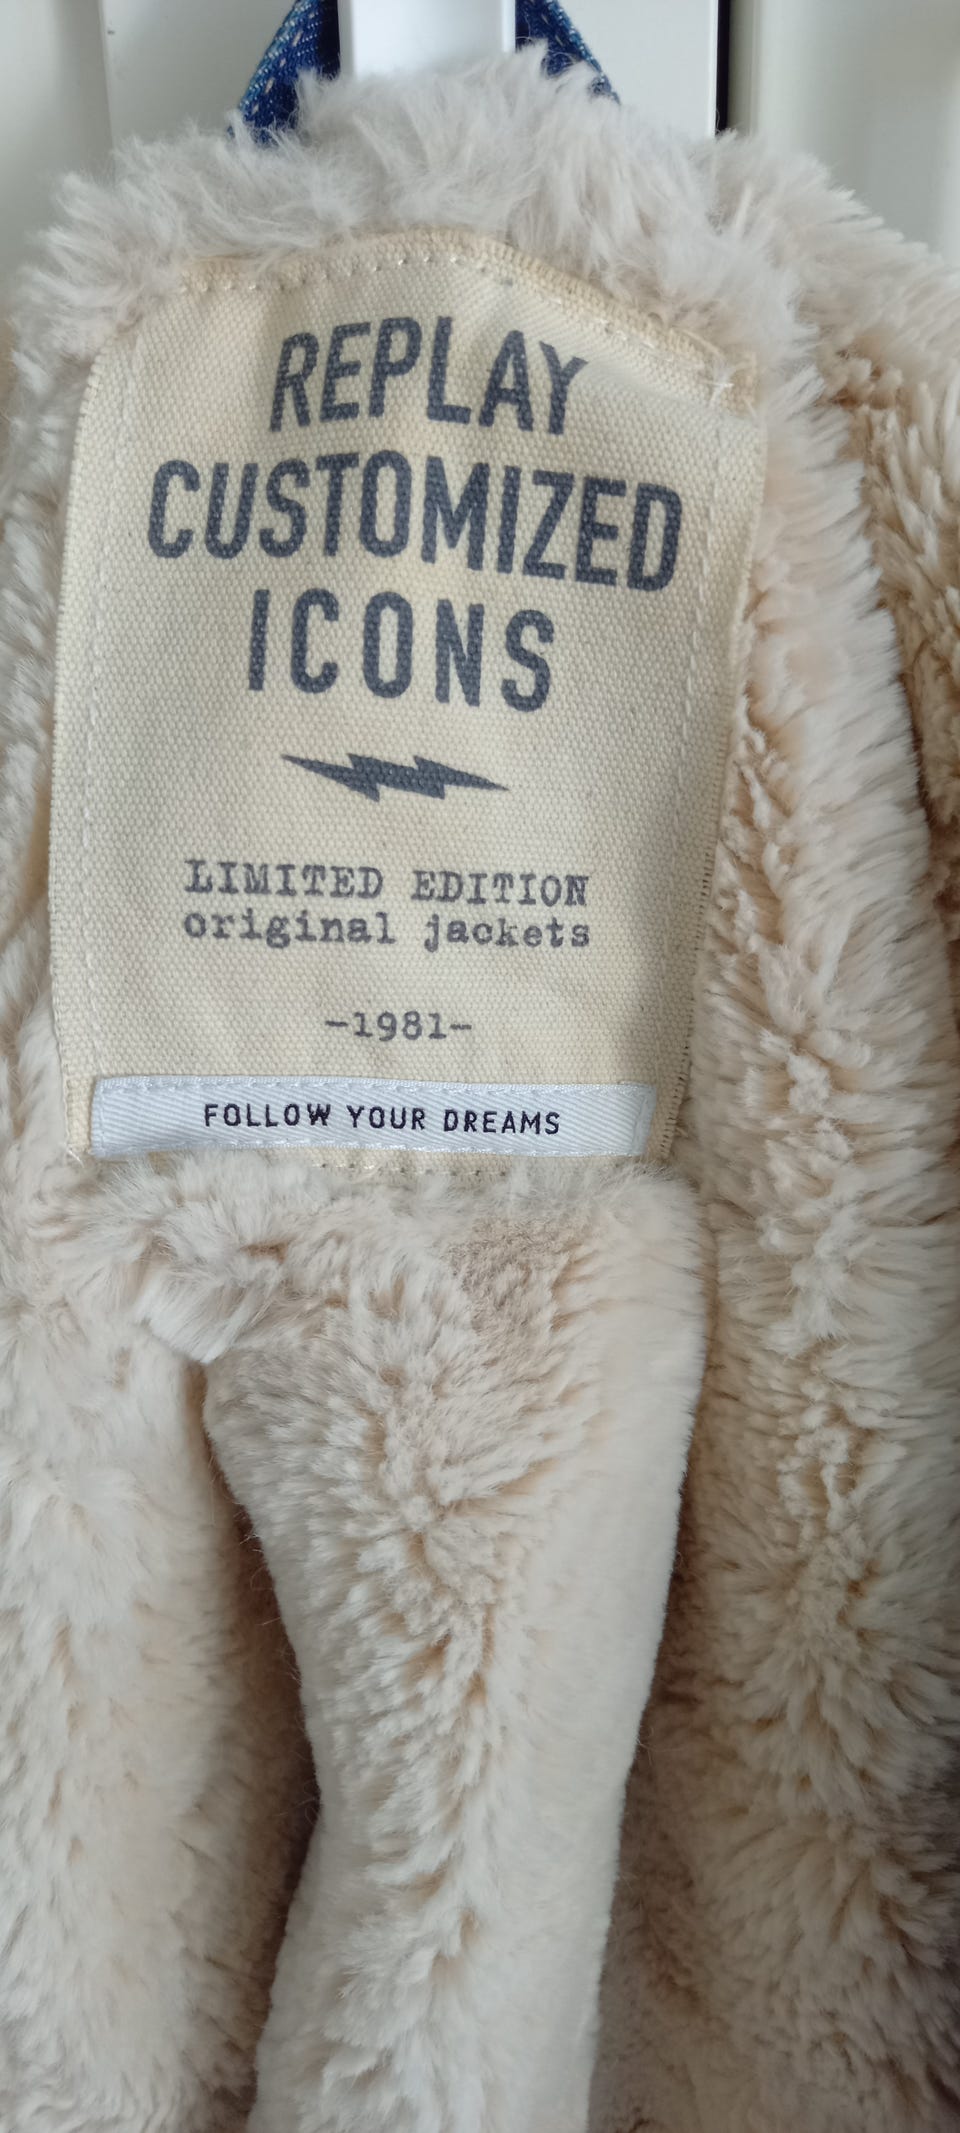 REPLAY
CUSTOMIZED
ICONS
LIMITED EDITION
original jackets
-1981-
FOLLOW YOUR DREAMS